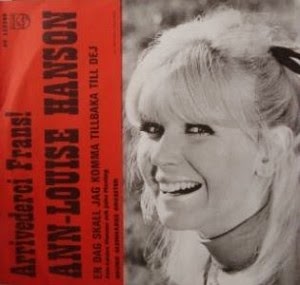 Arrivederci Frans!
ANN-LOUISE HANSON
EN DAG SKALL JAG KOMMA TILLBAKA TILL DEJ